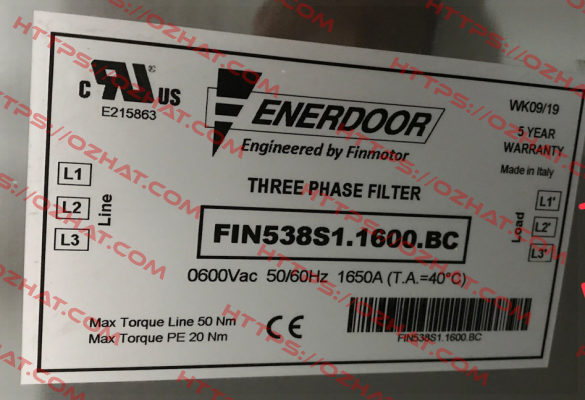 c RU US
E215863
ENERDOOR
Engineered by Finmotor
WK09/19
5 YEAR
WARRANTY
Made in Italy
L1
L2
L3
Line
THREE PHASE FILTER
FIN538S1.1600.BC
0600Vac 50/60Hz 1650A (T.A.=40°C)
Load
L1'
L2'
L3'
Max Torque Line 50 Nm
Max Torque PE 20 Nm
CE
FIN538S1.1600.BC
HTTPS://OZHAT.COM